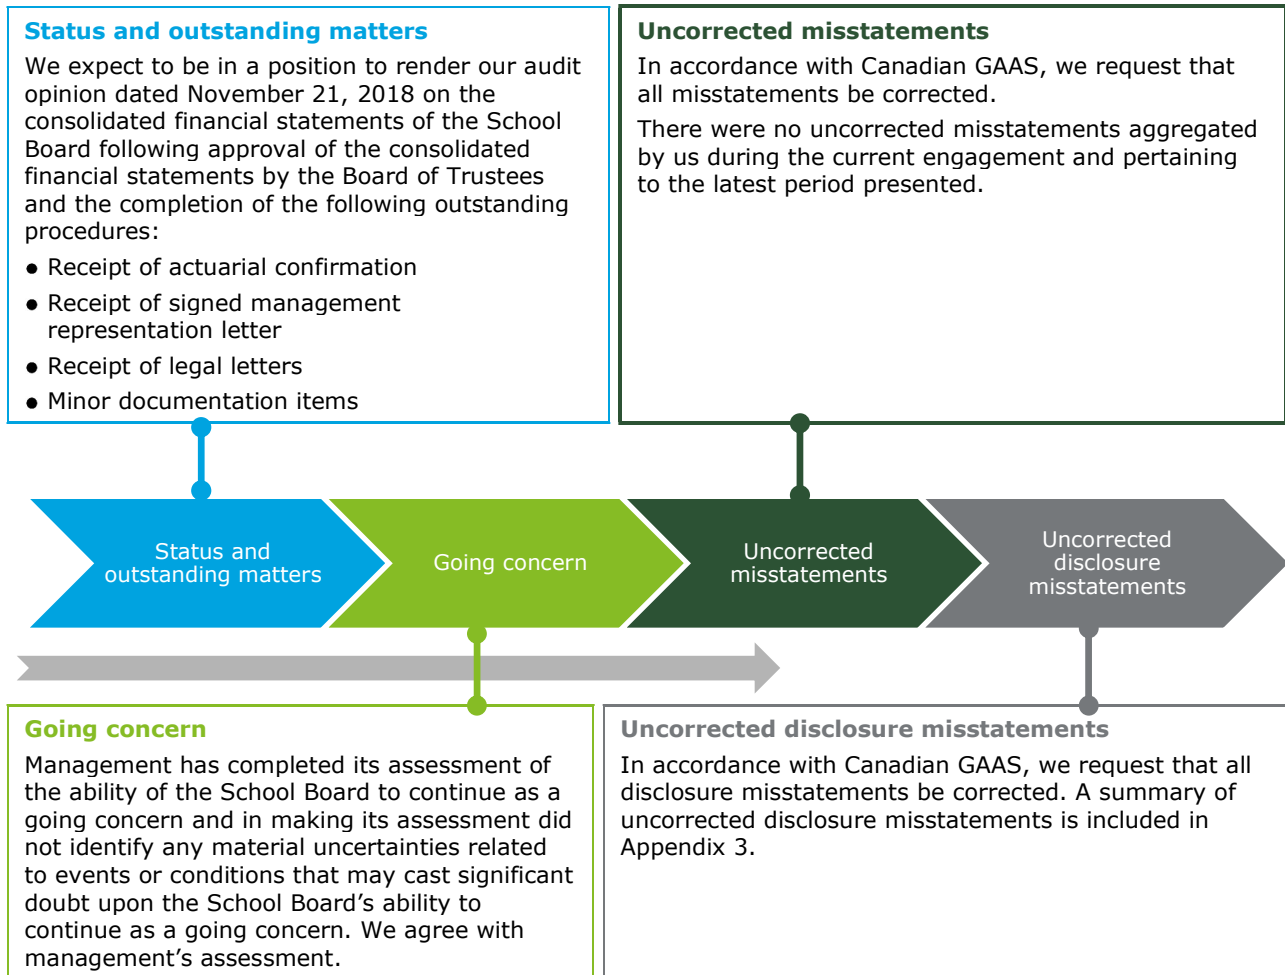 Status and outstanding matters
We expect to be in a position to render our audit
opinion dated November 21, 2018 on the
consolidated financial statements of the School
Board following approval of the consolidated
financial statements by the Board of Trustees
and the completion of the following outstanding
procedures:
● Receipt of actuarial confirmation
● Receipt of signed management
representation letter
● Receipt of legal letters
● Minor documentation items
Uncorrected misstatements
In accordance with Canadian GAAS, we request that
all misstatements be corrected.
There were no uncorrected misstatements aggregated
by us during the current engagement and pertaining
to the latest period presented.
Status and
outstanding matters
Going concern
Uncorrected
misstatements
Uncorrected
disclosure
misstatements
Going concern
Management has completed its assessment of
the ability of the School Board to continue as a
going concern and in making its assessment did
not identify any material uncertainties related
to events or conditions that may cast significant
doubt upon the School Board’s ability to
continue as a going concern. We agree with
management’s assessment.
Uncorrected disclosure misstatements
In accordance with Canadian GAAS, we request that all
disclosure misstatements be corrected. A summary of
uncorrected disclosure misstatements is included in
Appendix 3.